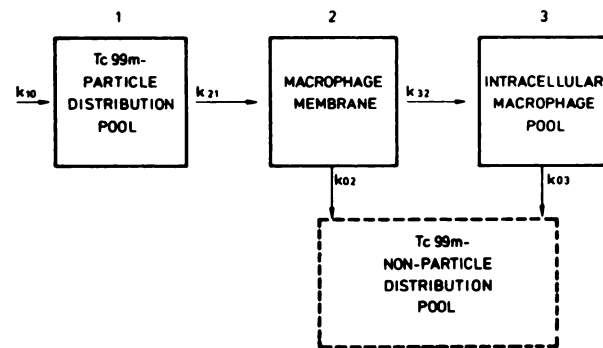 1 2 3
Tc 99m-
PARTICLE
DISTRIBUTION
POOL
MACROPHAGE
MEMBRANE
INTRACELLULAR
MACROPHAGE
POOL
k10
k21
k32
k02
k03
Tc 99m-
NON-PARTICLE
DISTRIBUTION
POOL